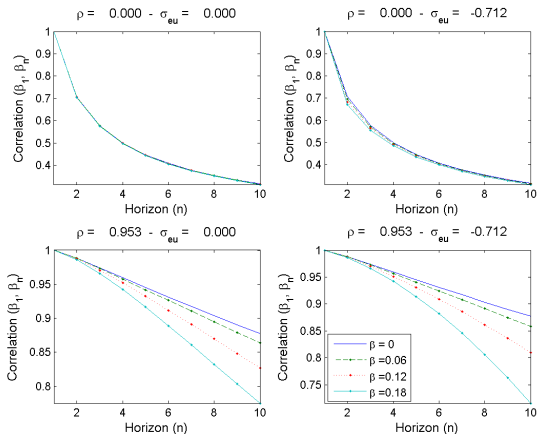 ρ = 0.000 - σeu = 0.000
Correlation (β1, βn)
1
0.9
0.8
0.7
0.6
0.5
0.4
2 4 6 8 10
Horizon (n)
ρ = 0.000 - σeu = -0.712
Correlation (β1, βn)
1
0.9
0.8
0.7
0.6
0.5
0.4
2 4 6 8 10
Horizon (n)
ρ = 0.953 - σeu = 0.000
Correlation (β1, βn)
1
0.95
0.9
0.85
0.8
2 4 6 8 10
Horizon (n)
ρ = 0.953 - σeu = -0.712
Correlation (β1, βn)
1
0.95
0.9
0.85
0.8
0.75
β = 0
β =0.06
β =0.12
β =0.18
2 4 6 8 10
Horizon (n)